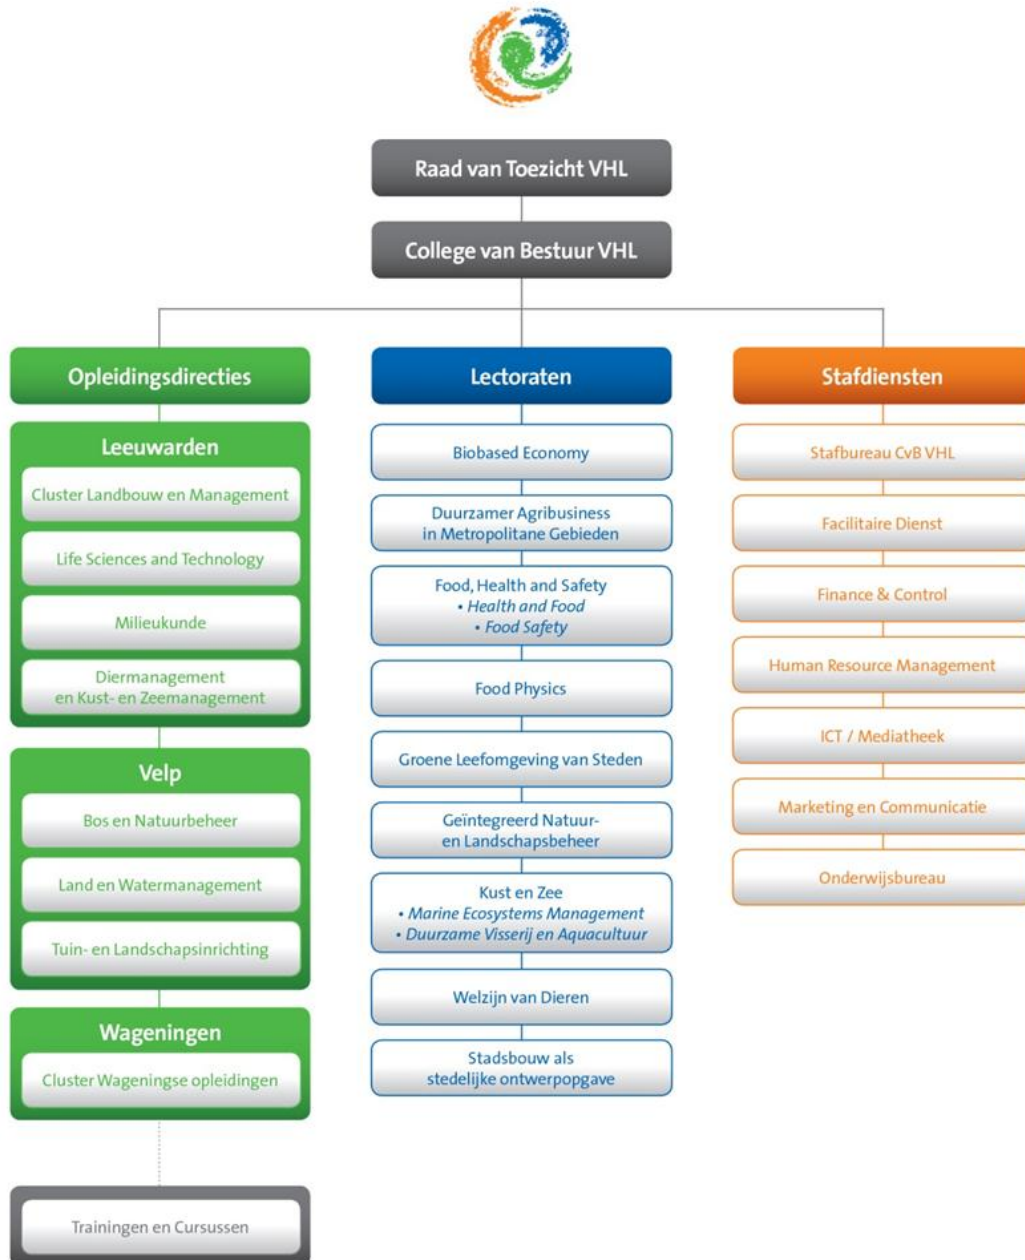 Raad van Toezicht VHL
College van Bestuur VHL
Opleidingsdirecties
Leeuwarden
Cluster Landbouw en Management
Life Sciences and Technology
Milieukunde
Diermanagement
en Kust- en Zeemanagement
Velp
Bos en Natuurbeheer
Land en Watermanagement
Tuin- en Landschapsinrichting
Wageningen
Cluster Wageningse opleidingen
Trainingen en Cursussen
Lectoraten
Biobased Economy
Duurzamer Agribusiness
in Metropolitane Gebieden
Food, Health and Safety
• Health and Food
• Food Safety
Food Physics
Groene Leefomgeving van Steden
Geïntegreerd Natuur-
en Landschapsbeheer
Kust en Zee
• Marine Ecosystems Management
• Duurzame Visserij en Aquacultuur
Welzijn van Dieren
Stadsbouw als
stedelijke ontwerpopgave
Stafdiensten
Stafbureau CvB VHL
Facilitaire Dienst
Finance & Control
Human Resource Management
ICT / Mediatheek
Marketing en Communicatie
Onderwijsbureau